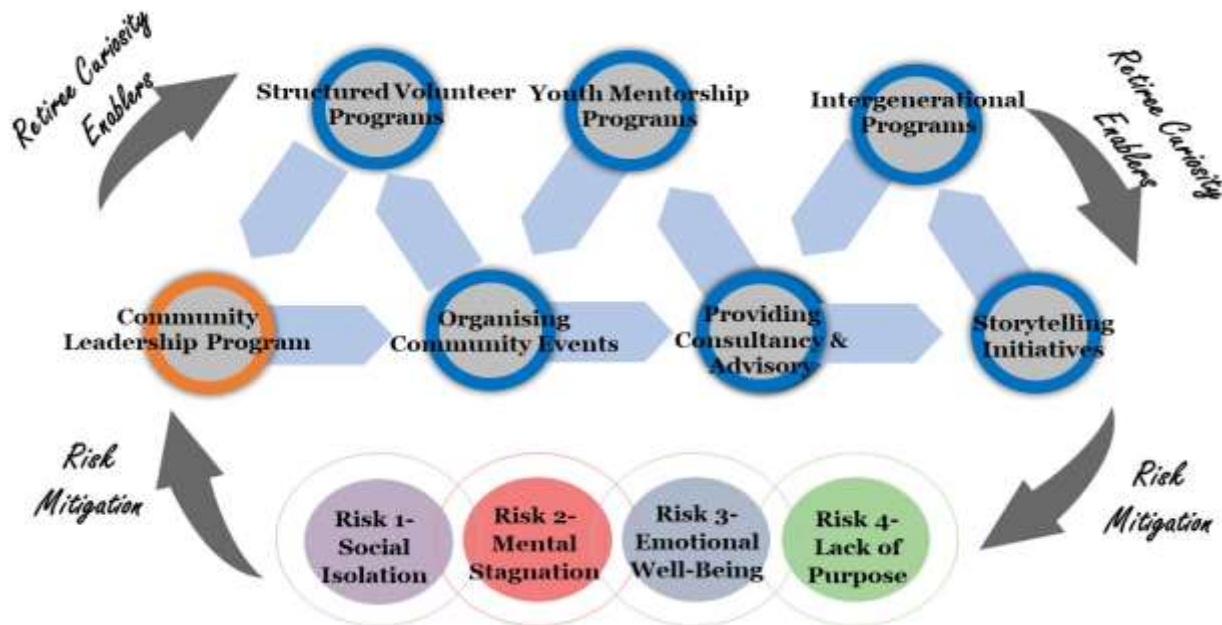 Retiree Curiosity
Enablers
Structured Volunteer
Programs
Youth Mentorship
Programs
Intergenerational
Programs
Retiree Curiosity
Enablers
Community
Leadership Program
Organising
Community Events
Providing
Consultancy &
Advisory
Storytelling
Initiatives
Risk
Mitigation
Risk 1-
Social
Isolation
Risk 2-
Mental
Stagnation
Risk 3-
Emotional
Well-Being
Risk 4-
Lack of
Purpose
Risk
Mitigation